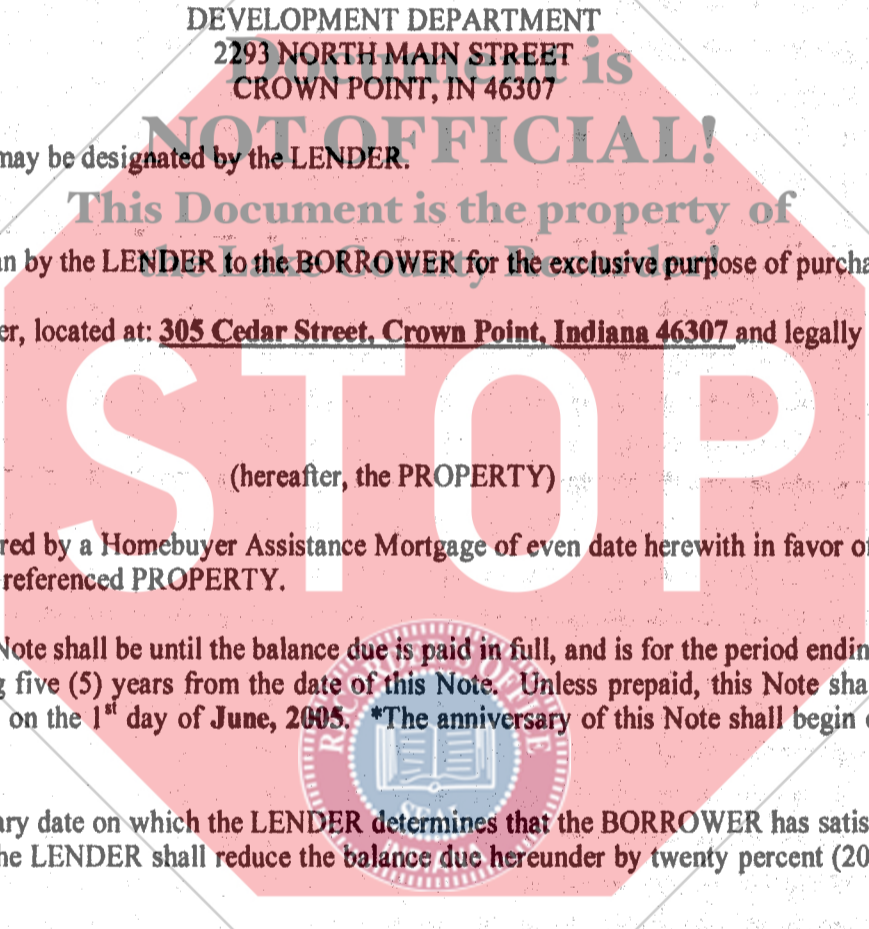 DEVELOPMENT DEPARTMENT
2293 NORTH MAIN STREET
Document is
CROWN POINT, IN 46307
NOT OFFICIAL!
may be designated by the LENDER.
This Document is the property of
by the LENDER to the BORROWER for the exclusive purpose of
the Lake County Recorder!
located at: 305 Cedar Street, Crown Point, Indiana 46307 and legally
STOP
(hereafter, the PROPERTY)
by a Homebuyer Assistance Mortgage of even date herewith in favor of
referenced PROPERTY.
Note shall be until the balance due is paid in full, and is for the period
five (5) years from the date of this Note. Unless prepaid, this Note
on the 1st day of June, 2005. *The anniversary of this Note shall begin
RECORDER'S OFFICE
date on which the LENDER determines that the BORROWER has
SEAL
the LENDER shall reduce the balance due hereunder by twenty percent (20
INDIANA